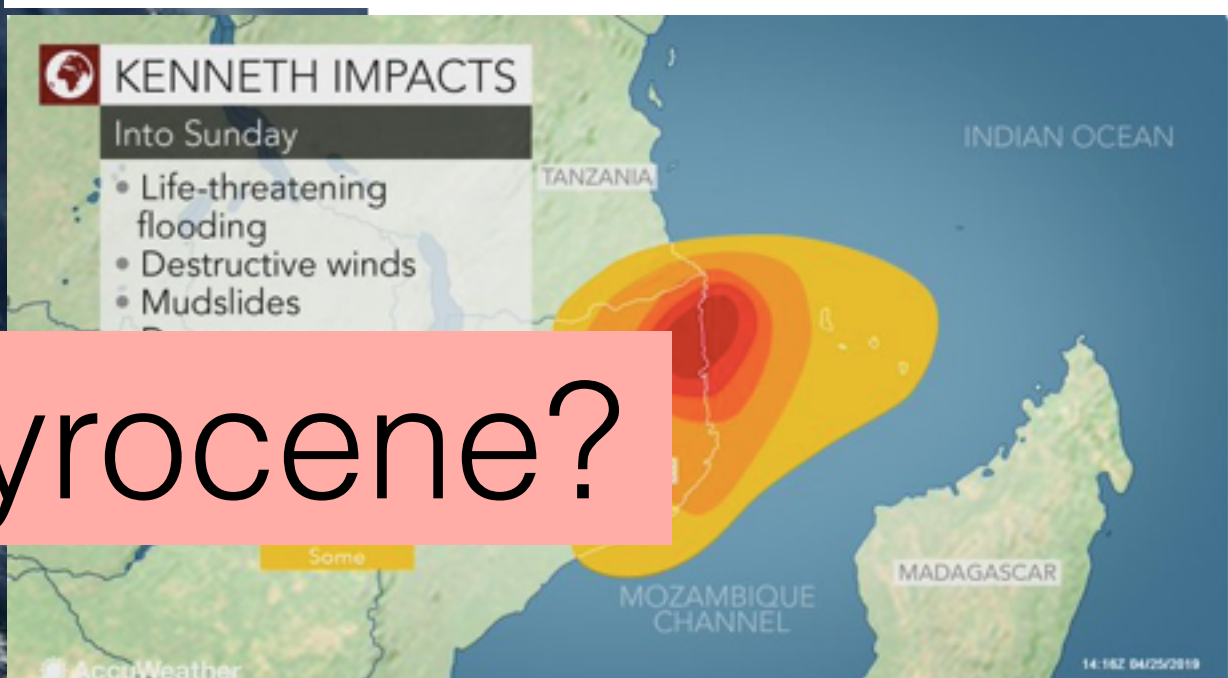 KENNETH IMPACTS
Into Sunday
INDIAN OCEAN
TANZANIA
• Life-threatening
flooding
• Destructive winds
• Mudslides
yrocene?
Some
MADAGASCAR
MOZAMBIQUE
CHANNEL
AccuWeather
14:16Z 04/25/2019